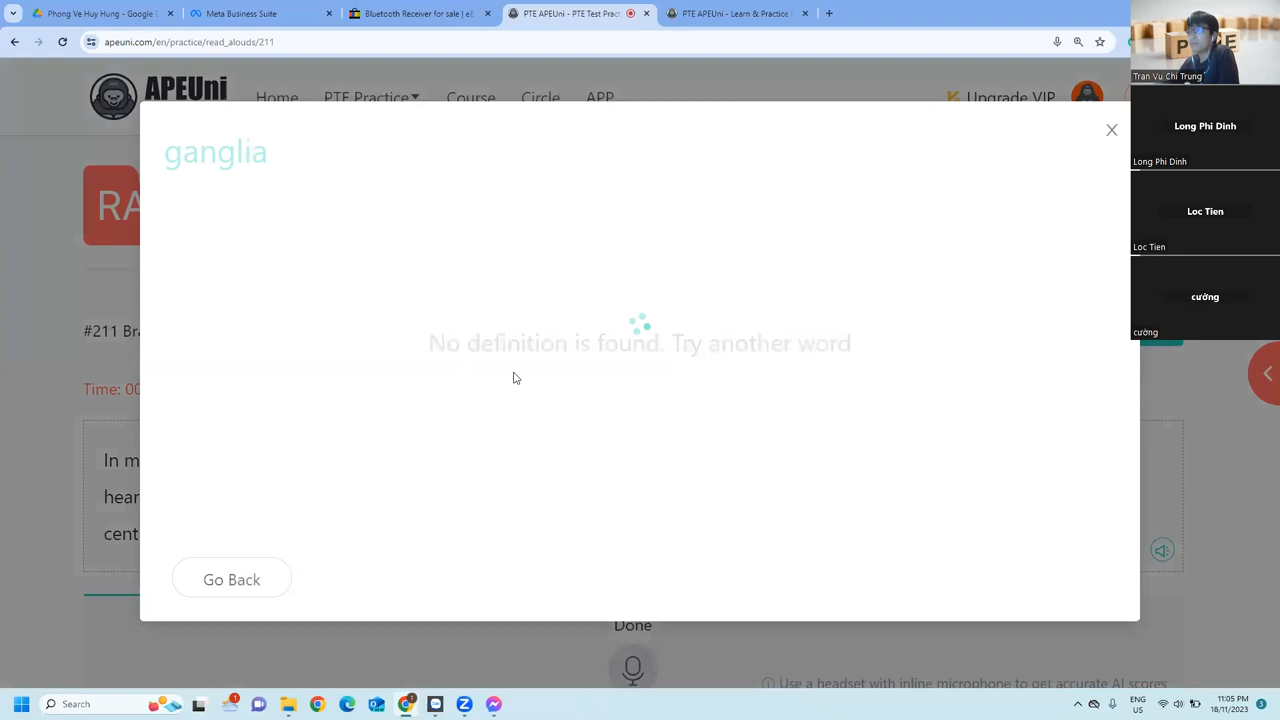 Phong Ve Huy Hung - Google D
Meta Business Suite
Bluetooth Receiver for sale | eB
PTE APEUni - PTE Test Prac
PTE APEUni - Learn & Practice
apeuni.com/en/practice/read_alouds/211
APEUni
Home
PTE Practice
Course
Circle
APP
Upgrade VIP
ganglia
RA
#211 Bra
No definition is found. Try another word
Time: 00
In m
hear
cent
Go Back
Done
Use a headset with inline microphone to get accurate AI scores
Tran Vu Chi Trung
Long Phi Dinh
Long Phi Dinh
Loc Tien
Loc Tien
cường
cường
Search
ENG
US
11:05 PM
18/11/2023